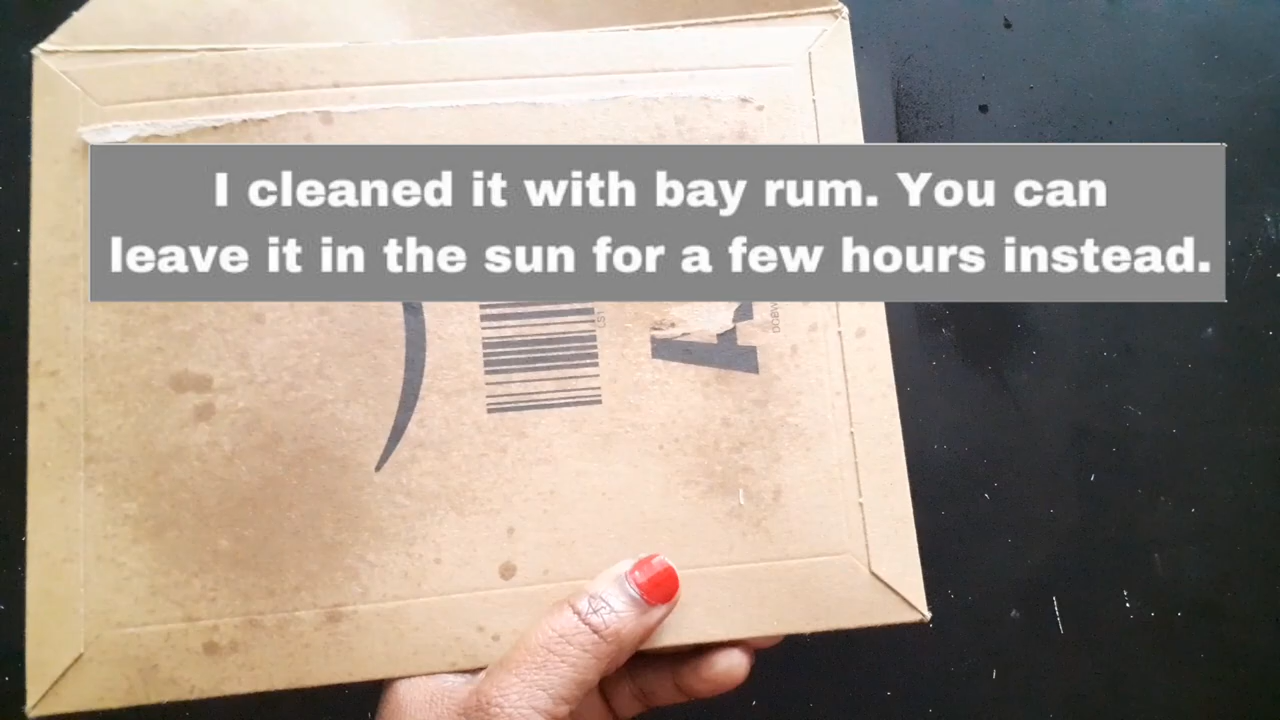 I cleaned it with bay rum. You can
leave it in the sun for a few hours instead.